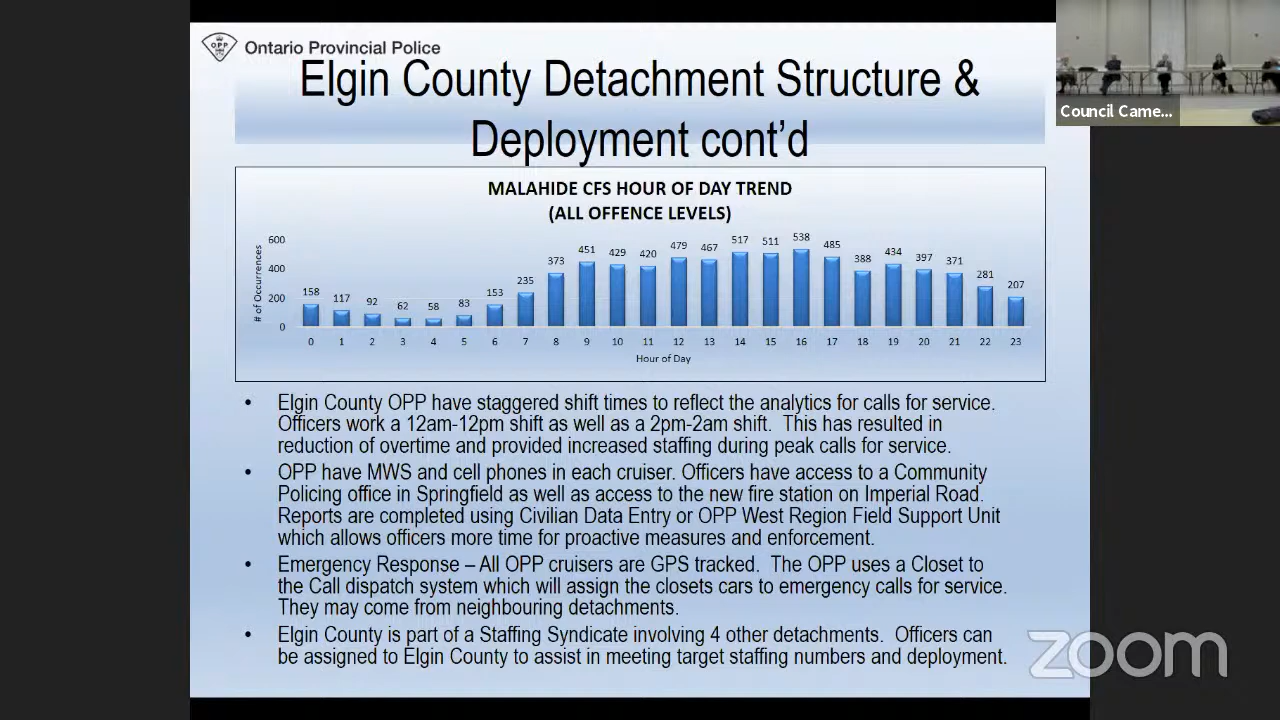 OPP
Ontario Provincial Police
Elgin County Detachment Structure &
Deployment cont'd
Council Came...
MALAHIDE CFS HOUR OF DAY TREND
(ALL OFFENCE LEVELS)
# of Occurrences
600
400
200
0
158 117 92 62 58 83 153 235 373 451 429 420 479 467 517 511 538 485 388 434 397 371 281 207
0 1 2 3 4 5 6 7 8 9 10 11 12 13 14 15 16 17 18 19 20 21 22 23
Hour of Day
• Elgin County OPP have staggered shift times to reflect the analytics for calls for service.
Officers work a 12am-12pm shift as well as a 2pm-2am shift. This has resulted in
reduction of overtime and provided increased staffing during peak calls for service.
• OPP have MWS and cell phones in each cruiser. Officers have access to a Community
Policing office in Springfield as well as access to the new fire station on Imperial Road.
Reports are completed using Civilian Data Entry or OPP West Region Field Support Unit
which allows officers more time for proactive measures and enforcement.
• Emergency Response – All OPP cruisers are GPS tracked. The OPP uses a Closet to
the Call dispatch system which will assign the closets cars to emergency calls for service.
They may come from neighbouring detachments.
• Elgin County is part of a Staffing Syndicate involving 4 other detachments. Officers can
be assigned to Elgin County to assist in meeting target staffing numbers and deployment.
zoom